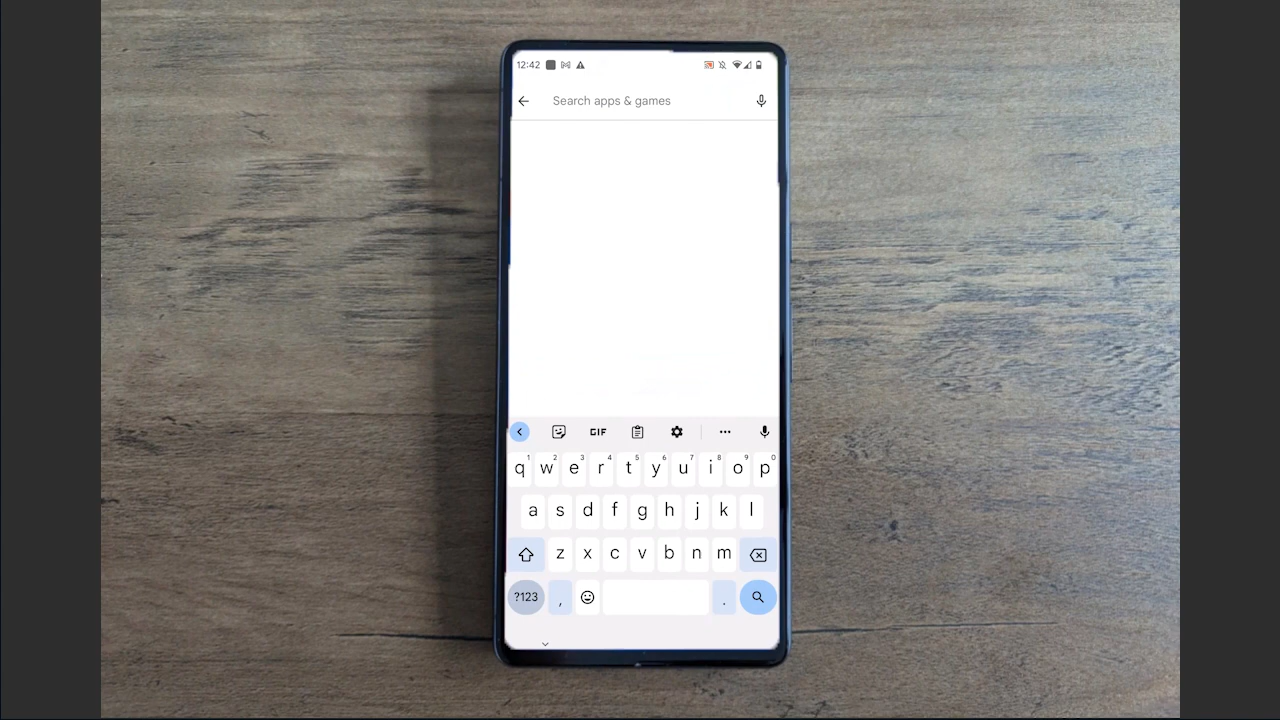 12:42
Search apps & games
GIF
1 2 3 4 5 6 7 8 9 0
q w e r t y u i o p
a s d f g h j k l
z x c v b n m
?123 , .